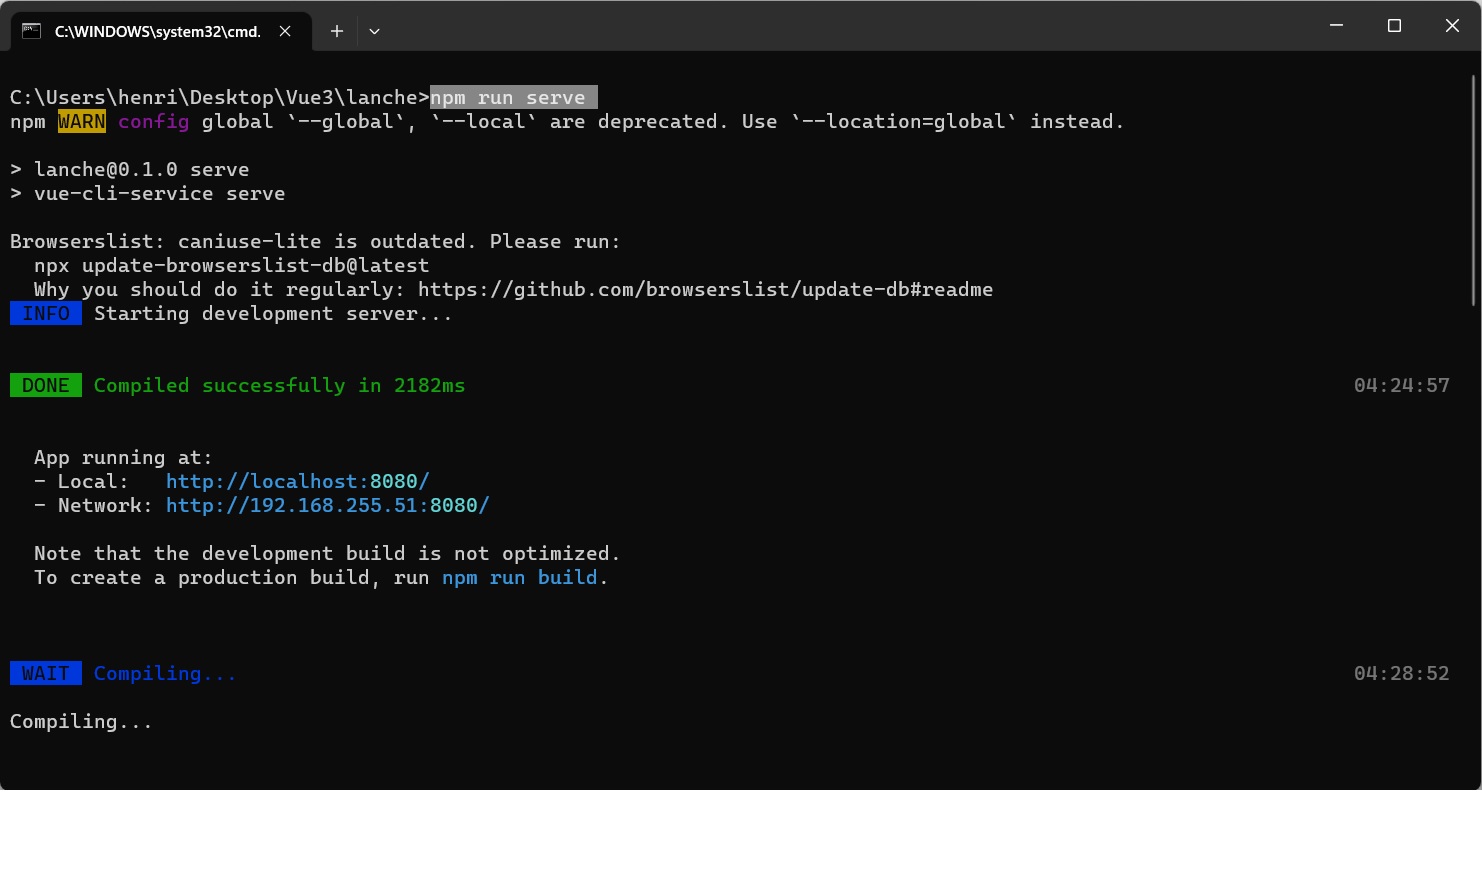 C:\WINDOWS\system32\cmd.
C:\Users\henri\Desktop\Vue3\lanche>npm run serve
npm WARN config global `--global`, `--local` are deprecated. Use `--location=global` instead.
> lanche@0.1.0 serve
> vue-cli-service serve
Browserslist: caniuse-lite is outdated. Please run:
npx update-browserslist-db@latest
Why you should do it regularly: https://github.com/browserslist/update-db#readme
INFO Starting development server...
DONE Compiled successfully in 2182ms 04:24:57
App running at:
- Local: http://localhost:8080/
- Network: http://192.168.255.51:8080/
Note that the development build is not optimized.
To create a production build, run npm run build.
WAIT Compiling... 04:28:52
Compiling...